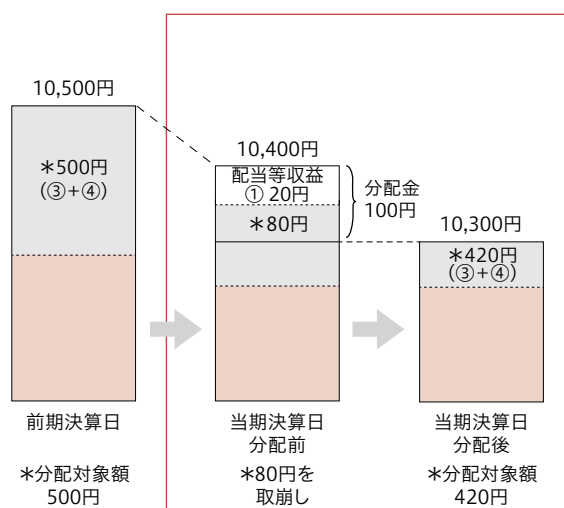 10,500円
*500円
(③+④)
前期決算日
*分配対象額
500円
10,400円
配当等収益
① 20円
*80円
分配金
100円
当期決算日
分配前
*80円を
取崩し
10,300円
*420円
(③+④)
当期決算日
分配後
*分配対象額
420円